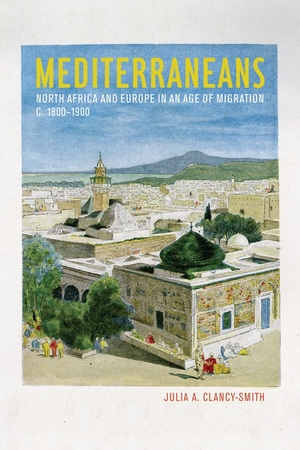 MEDITERRANEANS
NORTH AFRICA AND EUROPE IN AN AGE OF MIGRATION
C. 1800–1900
JULIA A. CLANCY-SMITH